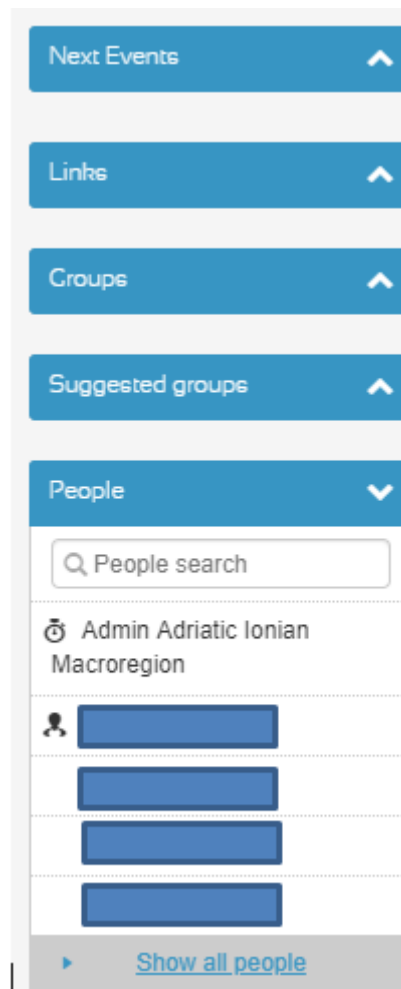 Next Events
Links
Groups
Suggested groups
People
People search
Admin Adriatic Ionian
Macroregion
Show all people